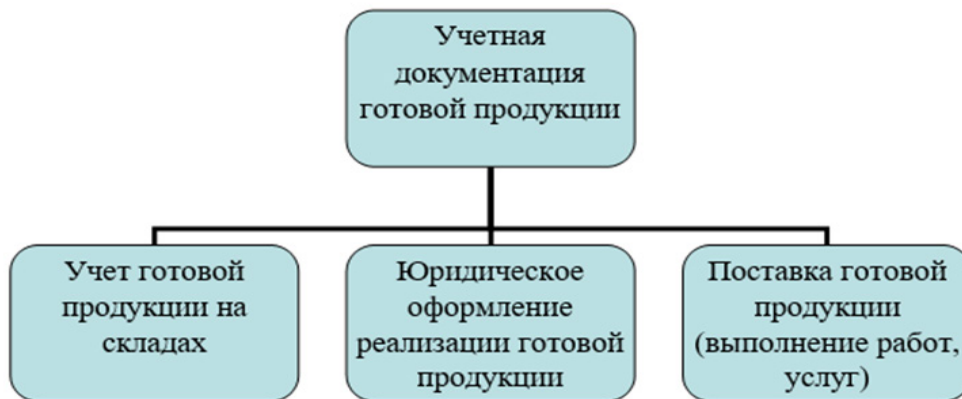 Учетная
документация
готовой продукции
Учет готовой
продукции на
складах
Юридическое
оформление
реализации готовой
продукции
Поставка готовой
продукции
(выполнение работ,
услуг)